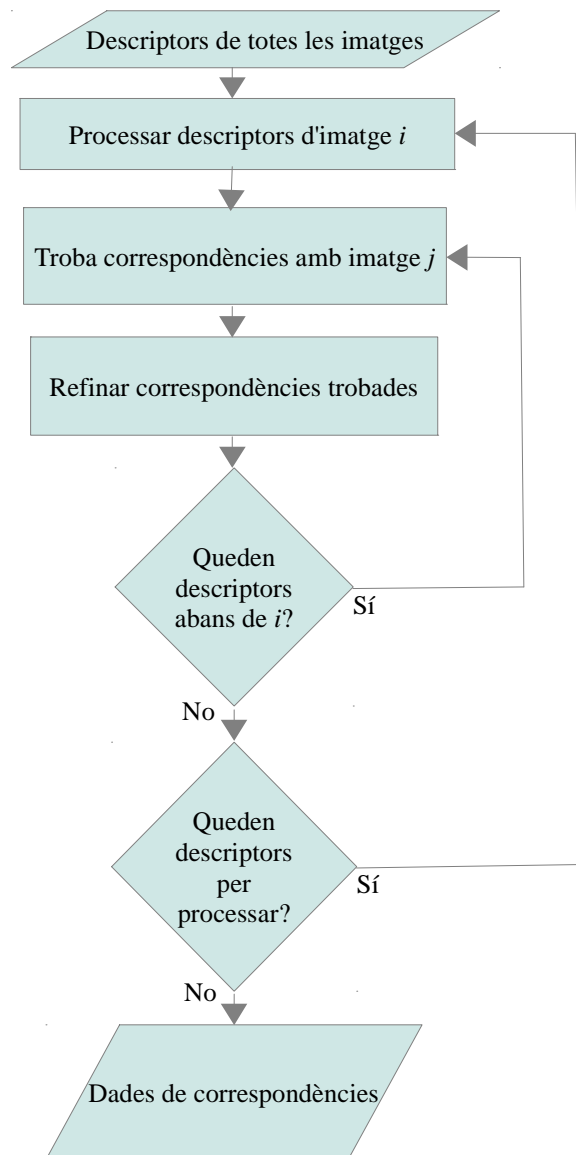 Descriptors de totes les imatges
Processar descriptors d'imatge i
Troba correspondències amb imatge j
Refinar correspondències trobades
Queden
descriptors
abans de i?
Sí
No
Queden
descriptors
per
processar?
Sí
No
Dades de correspondències